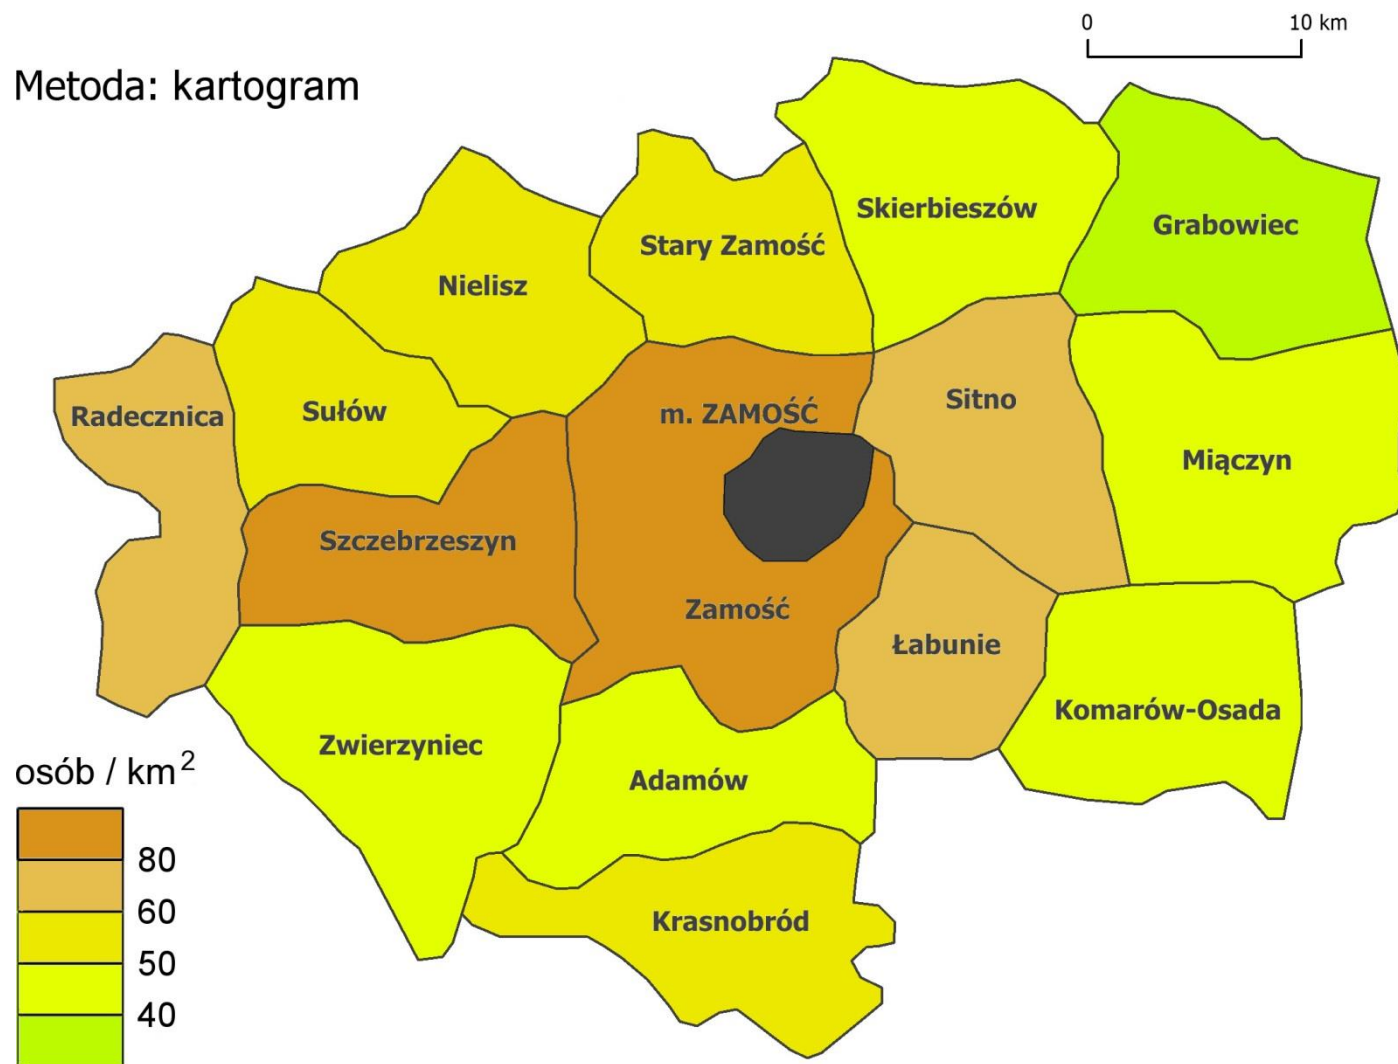 0 10 km
Metoda: kartogram
Skierbieszów
Grabowiec
Stary Zamość
Nielisz
Sitno
Radecznica
Sułów
m. ZAMOŚĆ
Miączyn
Szczebrzeszyn
Zamość
Łabunie
Komarów-Osada
Zwierzyniec
Adamów
Krasnobród
osób / km²
80
60
50
40